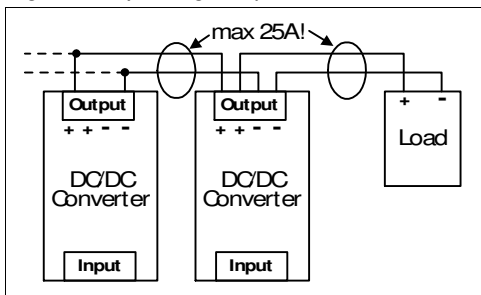 max 25A!
Output
Output
+ + - -
+ + - -
+ -
Load
DC/DC
Converter
DC/DC
Converter
Input
Input